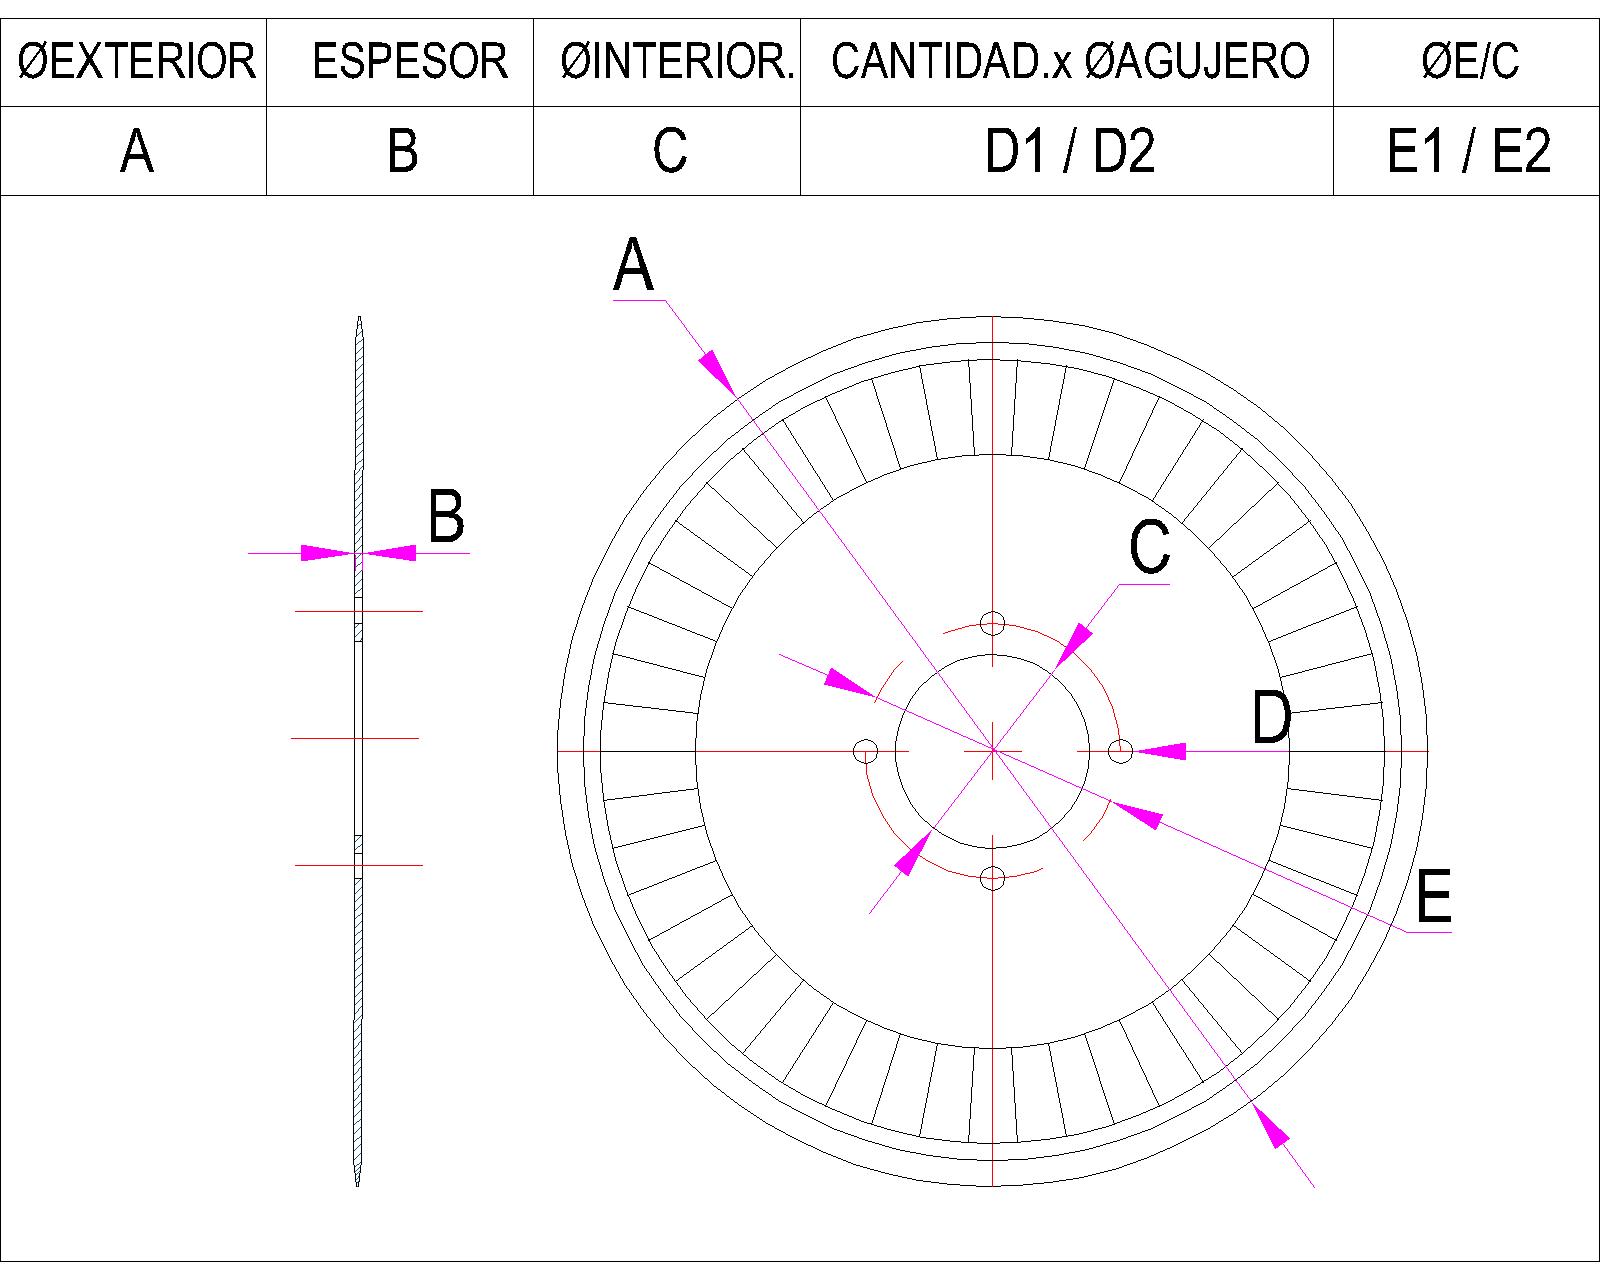 ØEXTERIOR ESPESOR ØINTERIOR. CANTIDAD.x ØAGUJERO ØE/C
A B C D1 / D2 E1 / E2
A
B
C
D
E